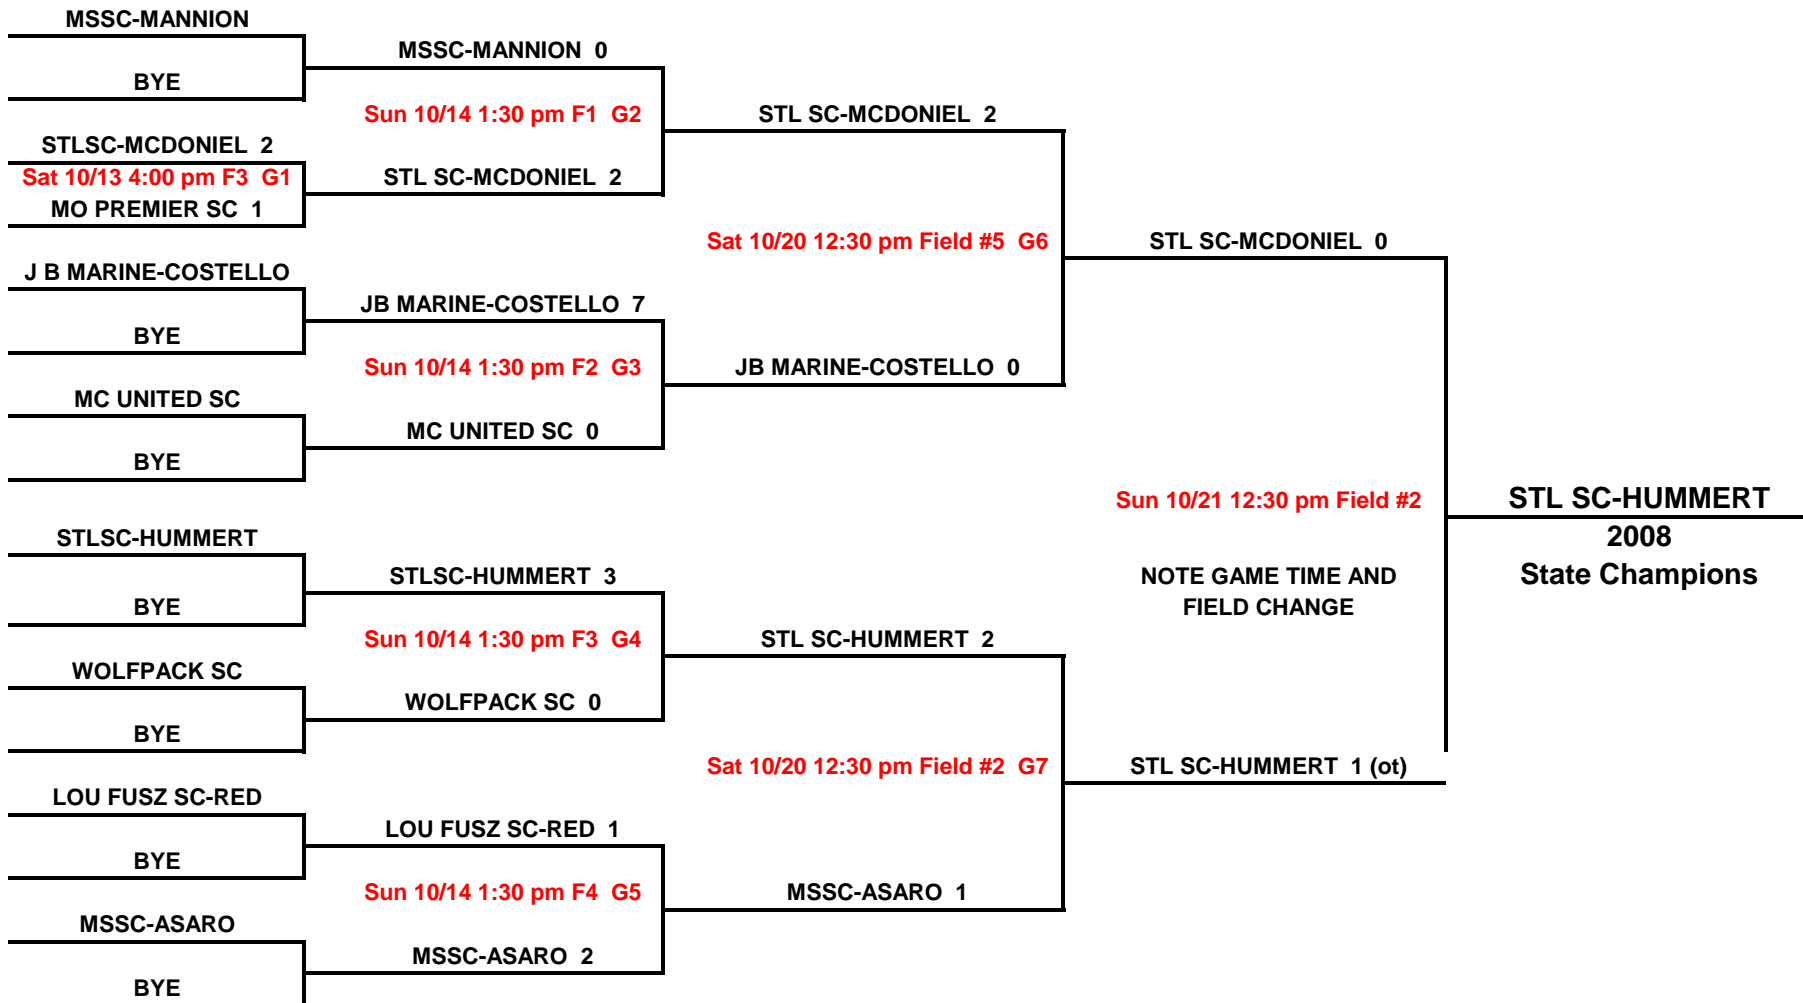 MSSC-MANNION
BYE
STLSC-MCDONIEL 2
Sat 10/13 4:00 pm F3 G1
MO PREMIER SC 1
J B MARINE-COSTELLO
BYE
MC UNITED SC
BYE
STLSC-HUMMERT
BYE
WOLFPACK SC
BYE
LOU FUSZ SC-RED
BYE
MSSC-ASARO
BYE
MSSC-MANNION 0
Sun 10/14 1:30 pm F1 G2
STL SC-MCDONIEL 2
JB MARINE-COSTELLO 7
Sun 10/14 1:30 pm F2 G3
MC UNITED SC 0
STLSC-HUMMERT 3
Sun 10/14 1:30 pm F3 G4
WOLFPACK SC 0
LOU FUSZ SC-RED 1
Sun 10/14 1:30 pm F4 G5
MSSC-ASARO 2
STL SC-MCDONIEL 2
Sat 10/20 12:30 pm Field #5 G6
JB MARINE-COSTELLO 0
STL SC-HUMMERT 2
Sat 10/20 12:30 pm Field #2 G7
MSSC-ASARO 1
STL SC-MCDONIEL 0
Sun 10/21 12:30 pm Field #2
NOTE GAME TIME AND
FIELD CHANGE
STL SC-HUMMERT 1 (ot)
STL SC-HUMMERT
2008
State Champions